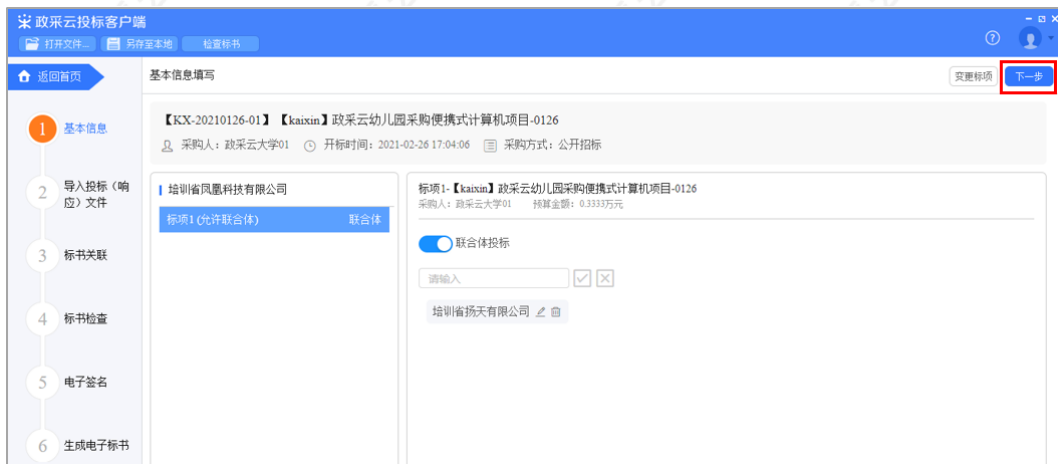 政采云投标客户端
打开文件... 另存至本地 检查标书
返回首页
基本信息填写
变更标项 下一步
【KX-20210126-01】【kaixin】政采云幼儿园采购便携式计算机项目-0126
采购人：政采云大学01 开标时间：2021-02-26 17:04:06 采购方式：公开招标
1 基本信息
2 导入投标（响
应）文件
3 标书关联
4 标书检查
5 电子签名
6 生成电子标书
培训省凤凰科技有限公司
标项1(允许联合体) 联合体
标项1-【kaixin】政采云幼儿园采购便携式计算机项目-0126
采购人：政采云大学01 预算金额：0.3333万元
联合体投标
请输入
培训省扬天有限公司